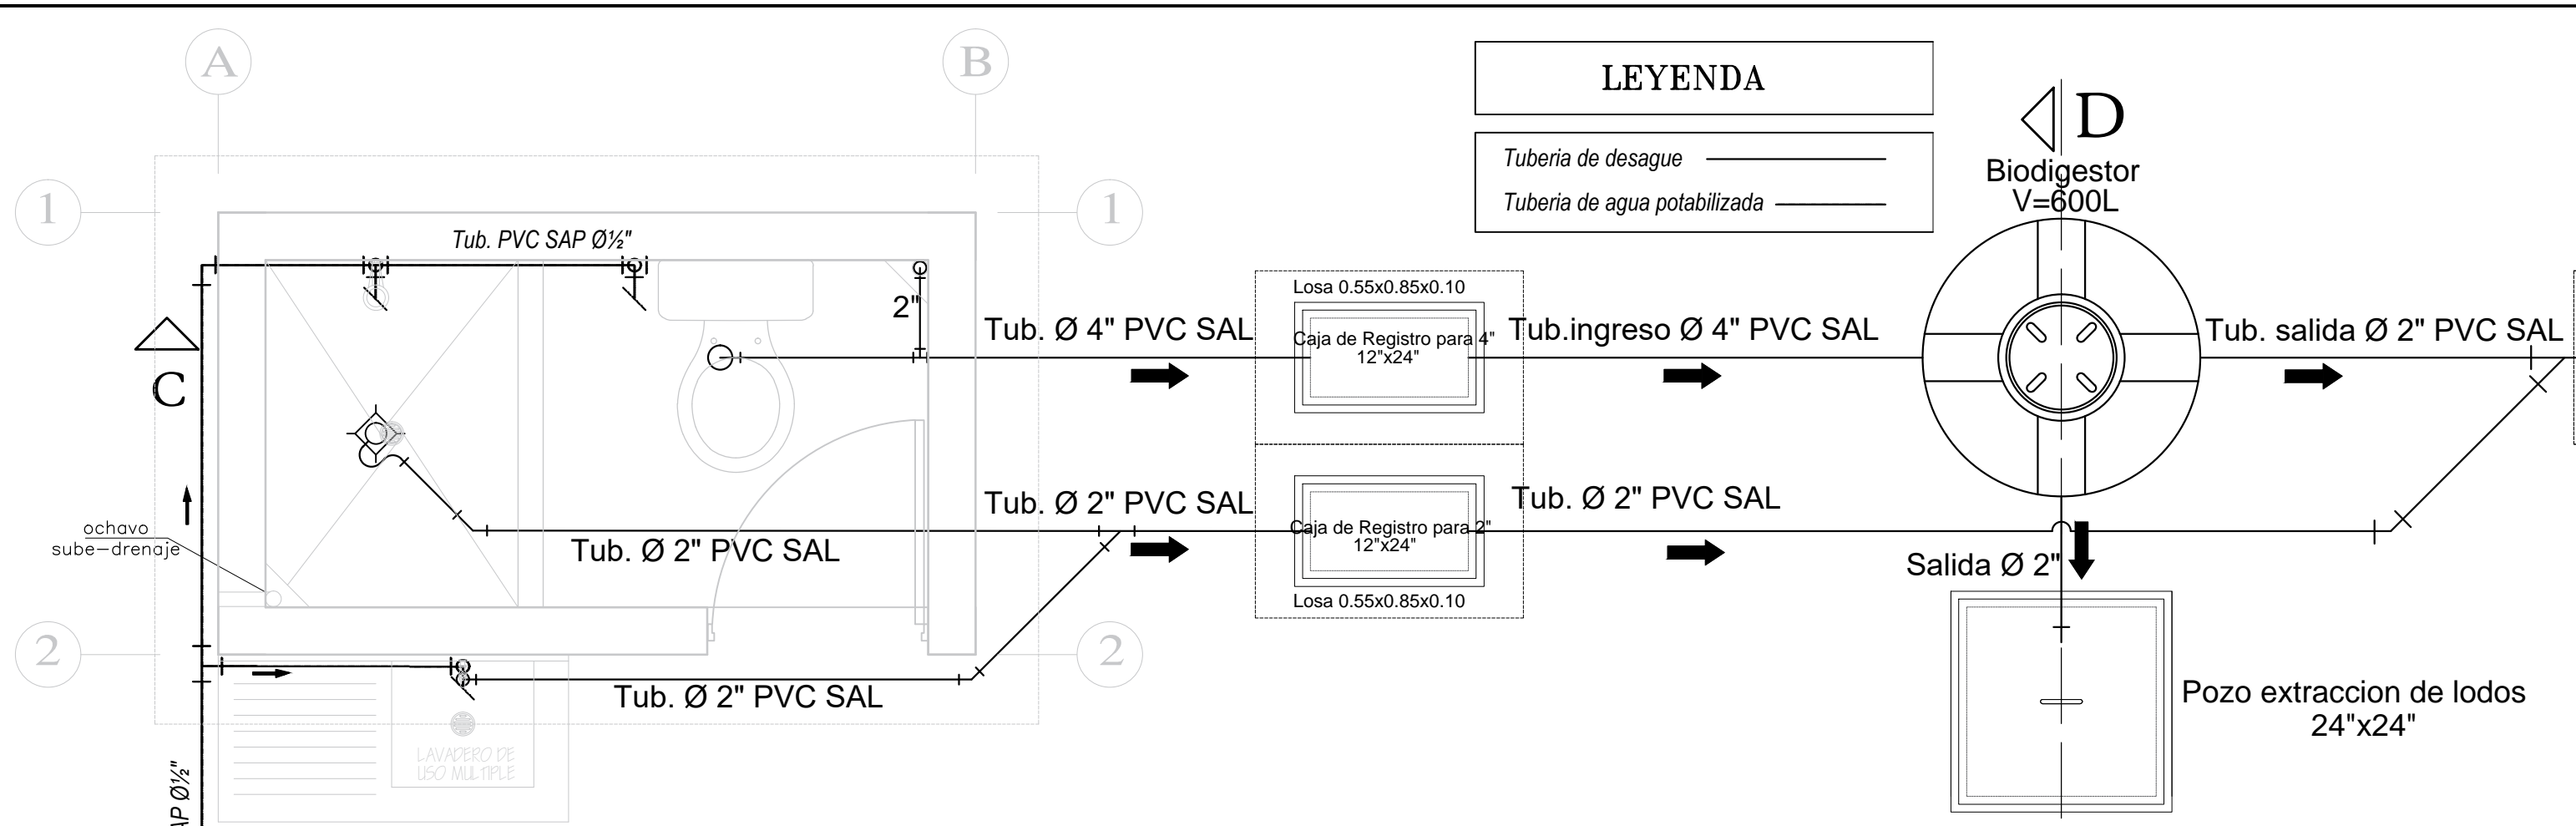 A
B
LEYENDA
D
Tuberia de desague
Tuberia de agua potabilizada
Biodigestor
V=600L
1
1
Tub. PVC SAP Ø½"
2"
Losa 0.55x0.85x0.10
Tub. Ø 4" PVC SAL
Caja de Registro para 4"
12"x24"
Tub.ingreso Ø 4" PVC SAL
Tub. salida Ø 2" PVC SAL
C
Tub. Ø 2" PVC SAL
Tub. Ø 2" PVC SAL
Caja de Registro para 2"
12"x24"
ochavo
sube-drenaje
Tub. Ø 2" PVC SAL
Salida Ø 2"
Losa 0.55x0.85x0.10
2
2
Tub. Ø 2" PVC SAL
Pozo extraccion de lodos
24"x24"
LAVADERO DE
USO MULTIPLE
AP Ø½"